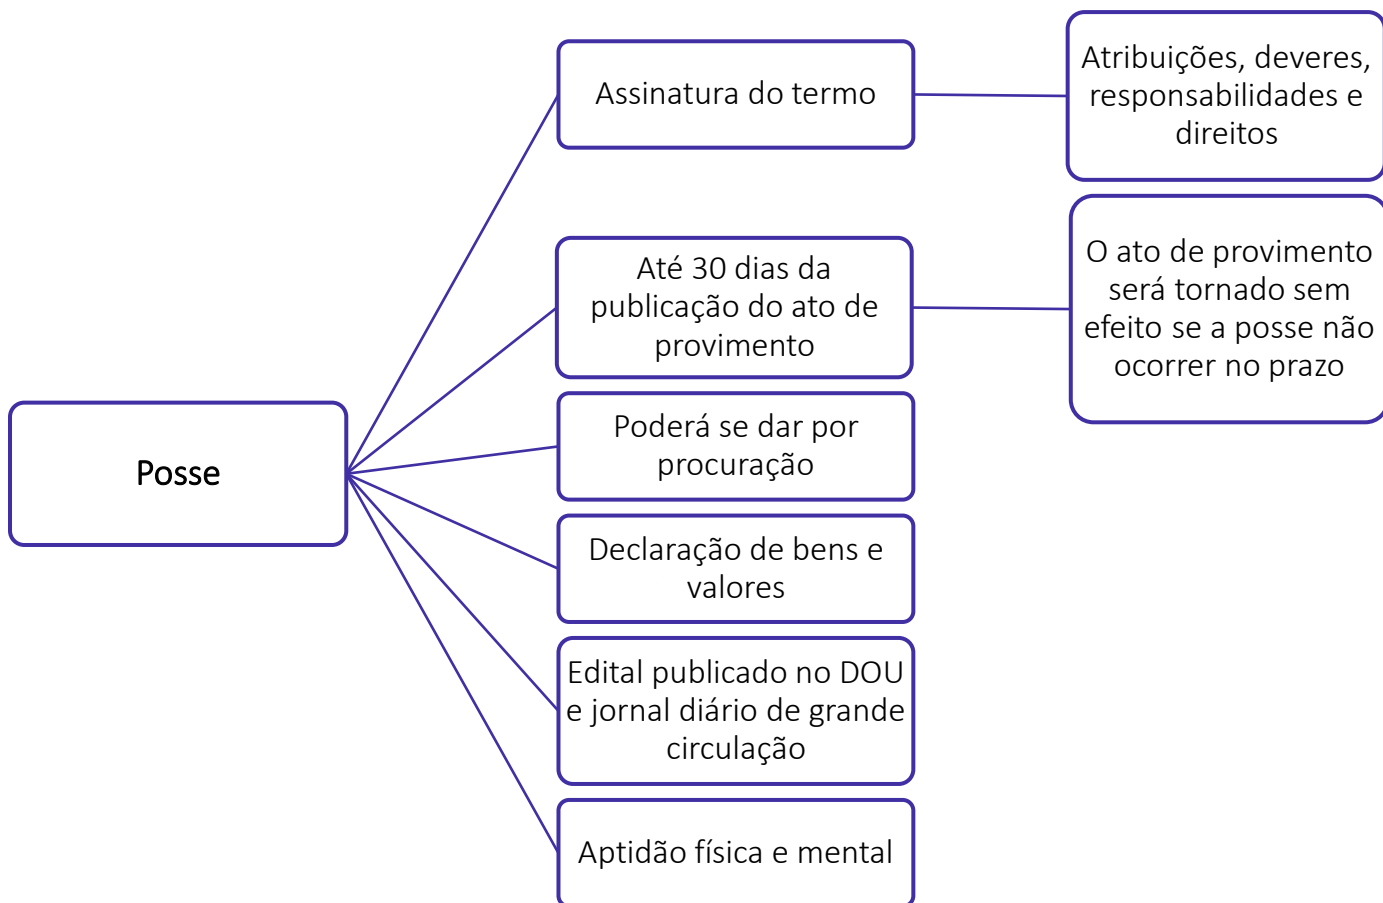 Posse
Assinatura do termo
Atribuições, deveres,
responsabilidades e
direitos
Até 30 dias da
publicação do ato de
provimento
O ato de provimento
será tornado sem
efeito se a posse não
ocorrer no prazo
Poderá se dar por
procuração
Declaração de bens e
valores
Edital publicado no DOU
e jornal diário de grande
circulação
Aptidão física e mental